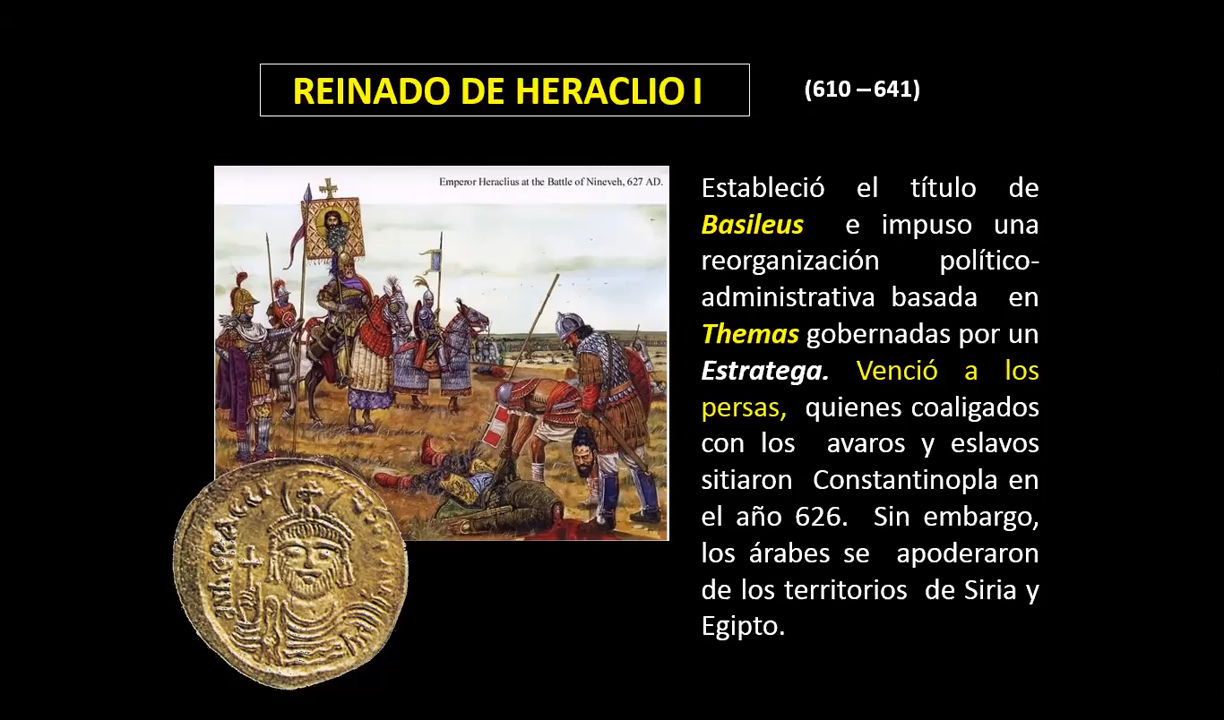 REINADO DE HERACLIO I
(610 – 641)
Emperor Heraclius at the Battle of Nineveh, 627 AD.
Estableció el título de
Basileus e impuso una
reorganización político-
administrativa basada en
Themas gobernadas por un
Estratega. Venció a los
persas, quienes coaligados
con los avaros y eslavos
sitiaron Constantinopla en
el año 626. Sin embargo,
los árabes se apoderaron
de los territorios de Siria y
Egipto.